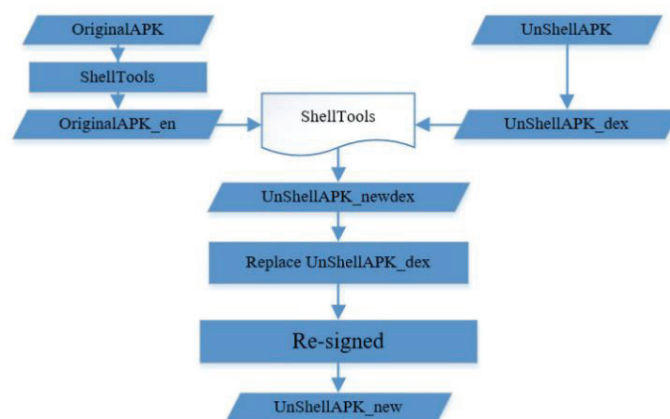 OriginalAPK
UnShellAPK
ShellTools
OriginalAPK_en
ShellTools
UnShellAPK_dex
UnShellAPK_newdex
Replace UnShellAPK_dex
Re-signed
UnShellAPK_new